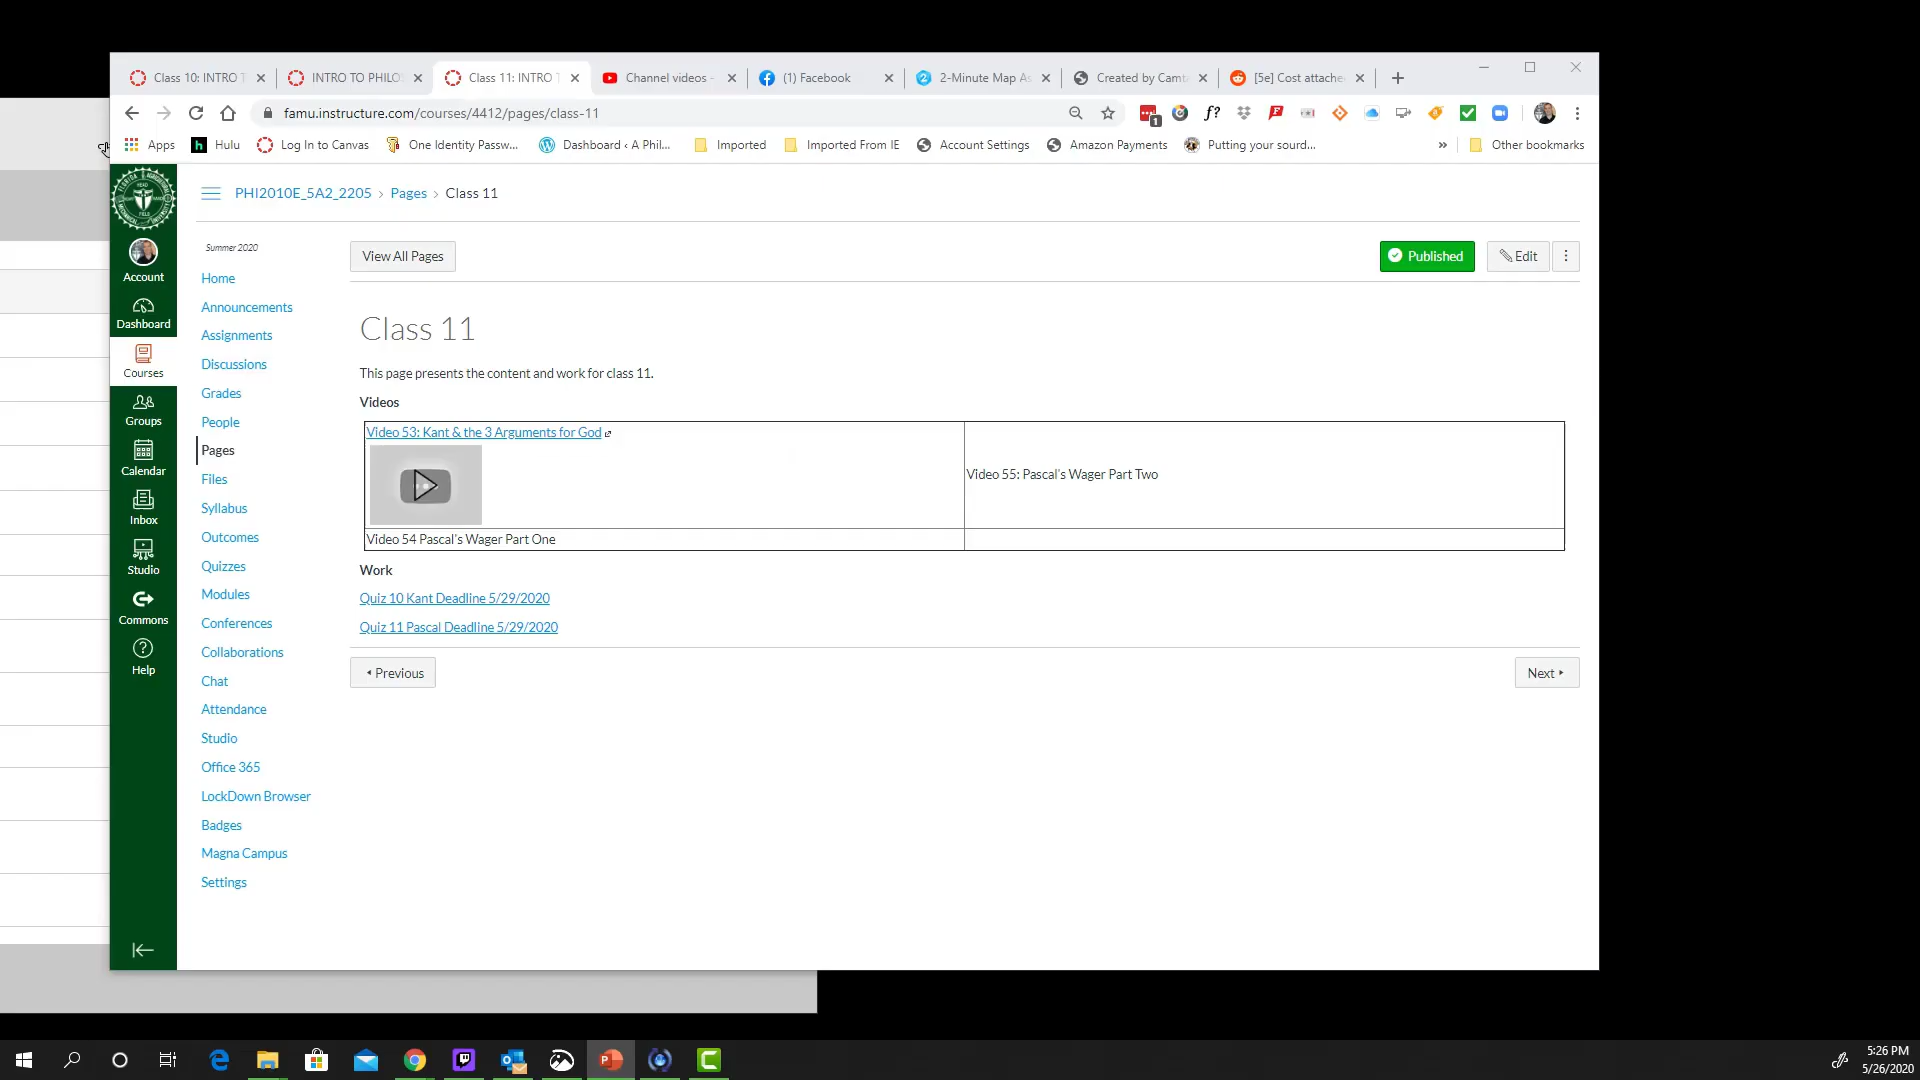 Class 10: INTRO T
INTRO TO PHILO
Class 11: INTRO T
Channel videos -
(1) Facebook
2-Minute Map As
Created by Camta
[5e] Cost attache
famu.instructure.com/courses/4412/pages/class-11
Apps
Hulu
Log In to Canvas
One Identity Passw...
Dashboard ‹ A Phil...
Imported
Imported From IE
Account Settings
Amazon Payments
Putting your sourd...
»
Other bookmarks
PHI2010E_5A2_2205 › Pages › Class 11
Account
Dashboard
Courses
Groups
Calendar
Inbox
Studio
Commons
Help
Summer 2020
Home
Announcements
Assignments
Discussions
Grades
People
Pages
Files
Syllabus
Outcomes
Quizzes
Modules
Conferences
Collaborations
Chat
Attendance
Studio
Office 365
LockDown Browser
Badges
Magna Campus
Settings
View All Pages
Published
Edit
Class 11
This page presents the content and work for class 11.
Videos
Video 53: Kant & the 3 Arguments for God
Video 55: Pascal's Wager Part Two
Video 54 Pascal's Wager Part One
Work
Quiz 10 Kant Deadline 5/29/2020
Quiz 11 Pascal Deadline 5/29/2020
Previous
Next
5:26 PM
5/26/2020